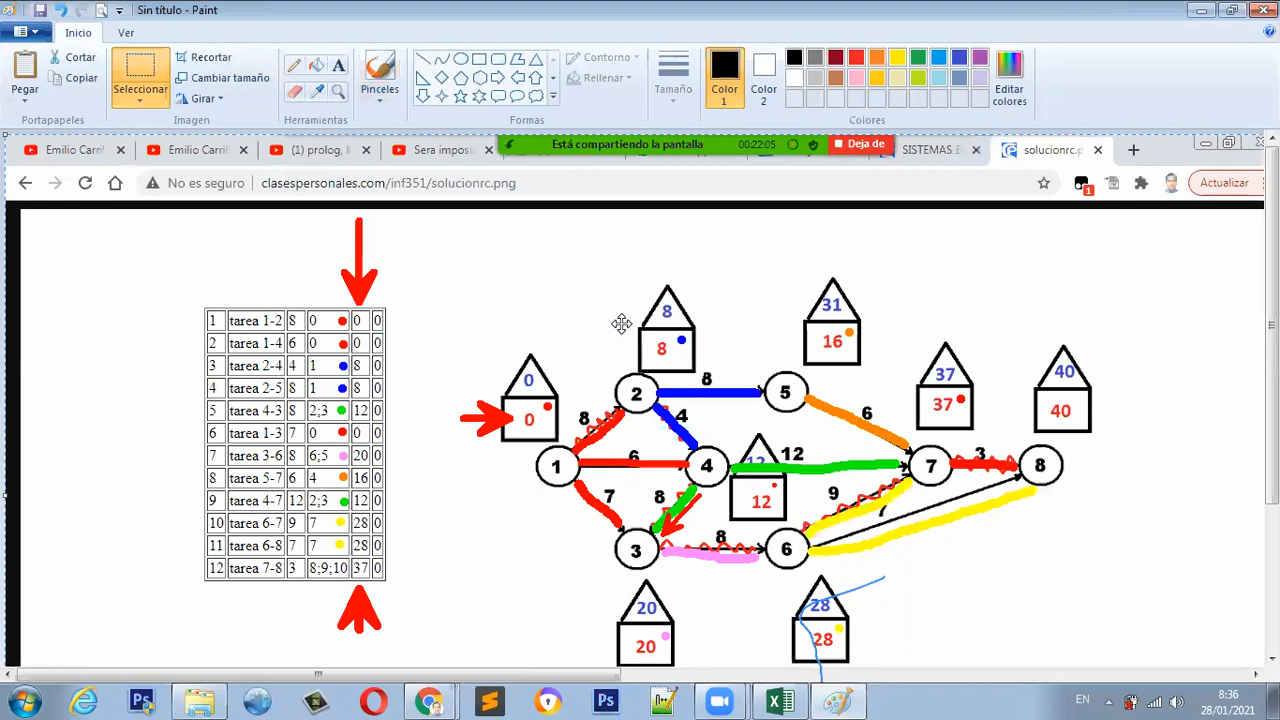 Sin título - Paint
Inicio Ver
Pegar
Cortar
Copiar
Portapapeles
Seleccionar
Recortar
Cambiar tamaño
Girar
Imagen
A
Herramientas
Pinceles
Contorno
Rellenar
Formas
Tamaño
Color 1
Color 2
Editar colores
Colores
Emilio Carril
Emilio Carril
(1) prolog, li
Sera imposi
Está compartiendo la pantalla
00:22:05
Deja de
SISTEMAS E
solucionrc.p
No es seguro
clasespersonales.com/inf351/solucionrc.png
1
Actualizar
1 tarea 1-2 8 0 0 0
2 tarea 1-4 6 0 0 0
3 tarea 2-4 4 1 8 0
4 tarea 2-5 8 1 8 0
5 tarea 4-3 8 2;3 12 0
6 tarea 1-3 7 0 0 0
7 tarea 3-6 8 6;5 20 0
8 tarea 5-7 6 4 16 0
9 tarea 4-7 12 2;3 12 0
10 tarea 6-7 9 7 28 0
11 tarea 6-8 7 7 28 0
12 tarea 7-8 3 8;9;10 37 0
8
8
31
16
0
0
37
37
40
40
2
8
5
8
4
6
1
6
4
12
12
12
7
3
8
7
8
9
7
3
8
6
20
20
28
28
EN
8:36
28/01/2021